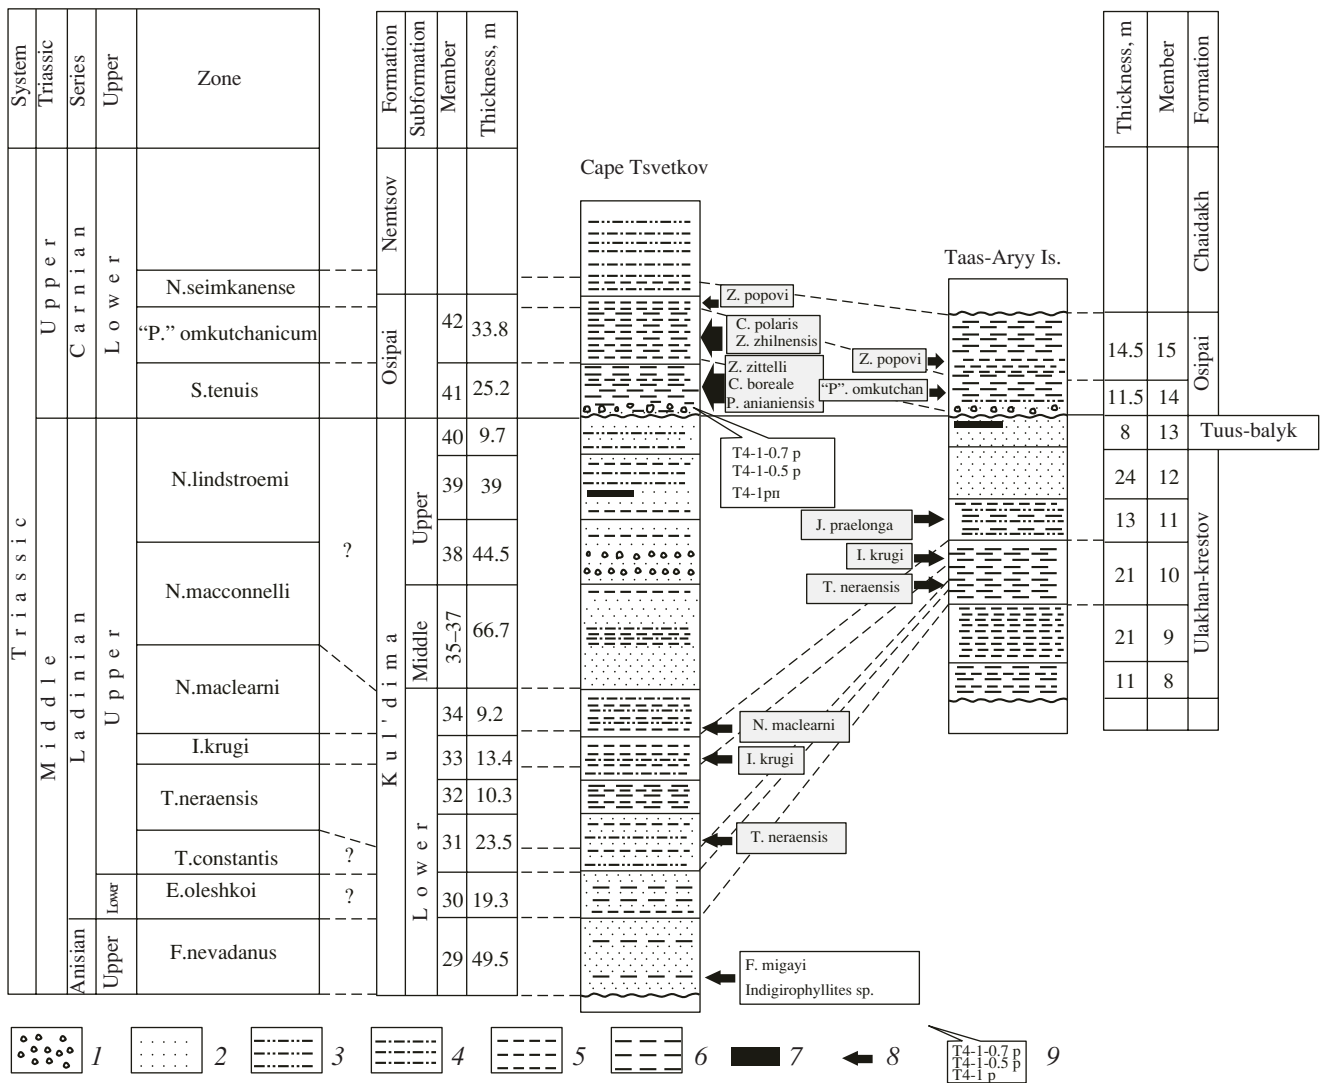 System
Triassic
Series
Upper
Zone
Formation
Subformation
Member
Thickness, m
Thickness, m
Member
Formation
Triassic
Upper
Middle
Carnian
Ladinian
Anisian
Lower
Upper
Lower
Upper
N.seimkanense
“P.” omkutchanicum
S.tenuis
N.lindstroemi
N.macconnelli
N.maclearni
I.krugi
T.neraensis
T.constantis
E.oleshkoi
F.nevadanus
?
?
?
Nemtsov
Osipai
Kul'dima
Upper
Middle
Lower
42 33.8
41 25.2
40 9.7
39 39
38 44.5
35–37 66.7
34 9.2
33 13.4
32 10.3
31 23.5
30 19.3
29 49.5
Cape Tsvetkov
Z. popovi
C. polaris
Z. zhilnensis
Z. zittelli
C. boreale
P. anianiensis
T4-1-0.7 p
T4-1-0.5 p
T4-1pп
N. maclearni
I. krugi
T. neraensis
F. migayi
Indigirophyllites sp.
Taas-Aryy Is.
Z. popovi
“P”. omkutchan
J. praelonga
I. krugi
T. neraensis
14.5 15
11.5 14
8 13
24 12
13 11
21 10
21 9
11 8
Chaidakh
Osipai
Tuus-balyk
Ulakhan-krestov
1
2
3
4
5
6
7
8
T4-1-0.7 p
T4-1-0.5 p
T4-1 p
9